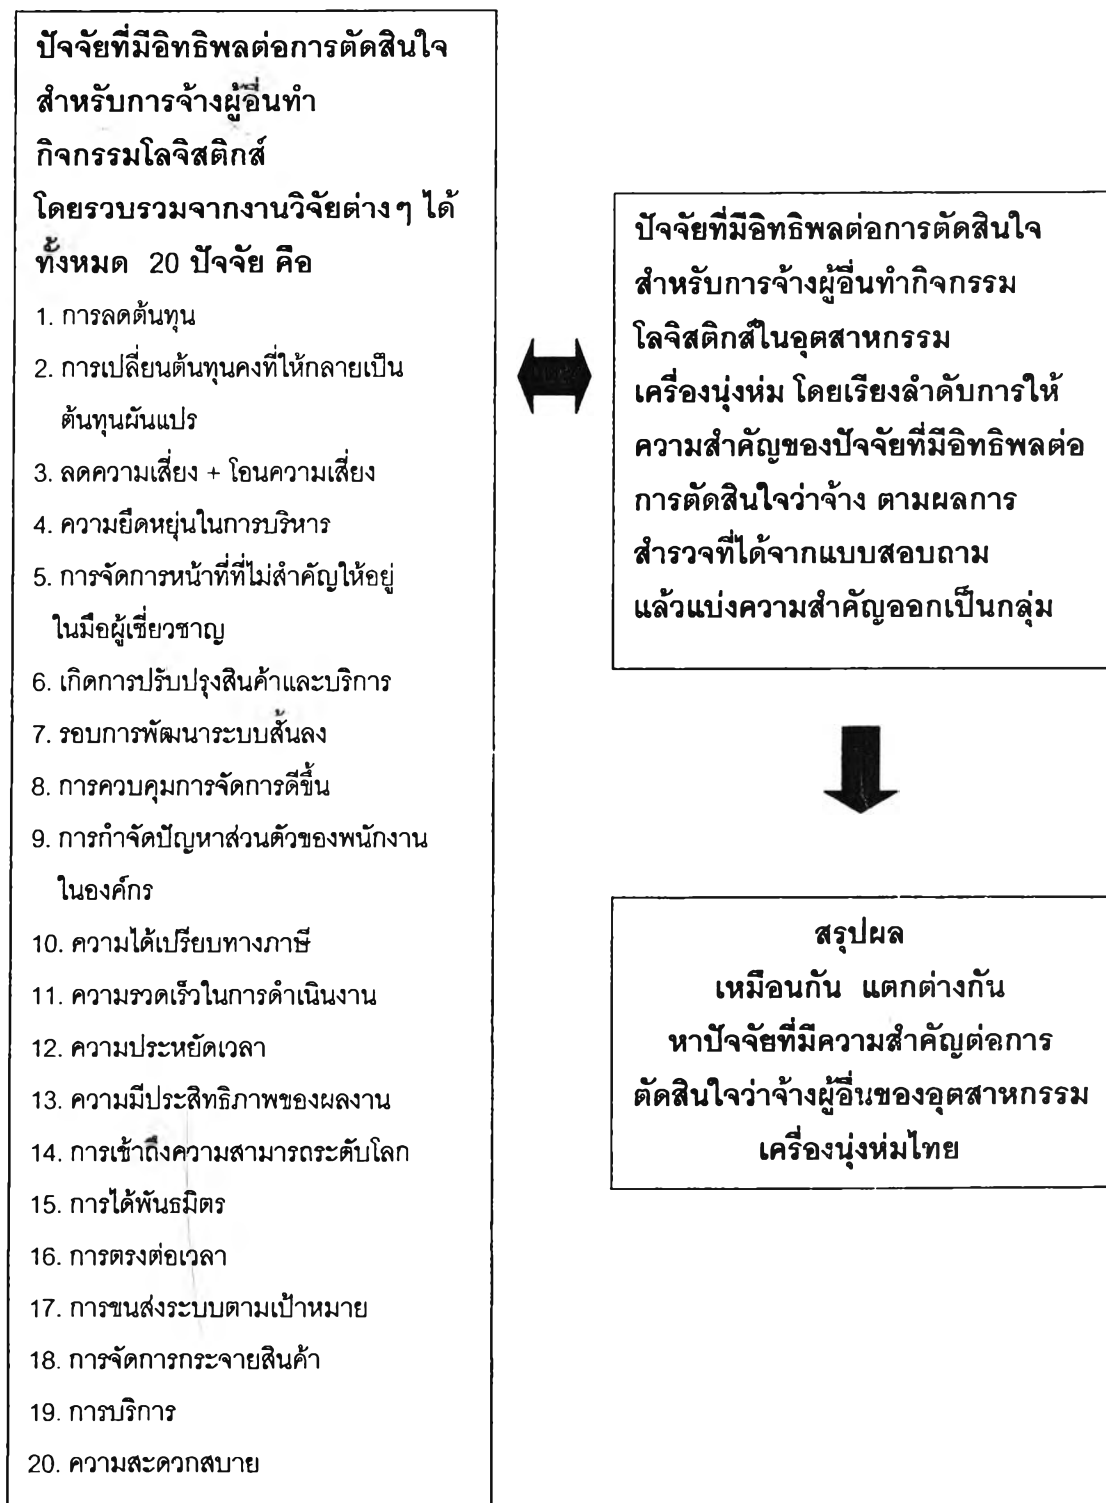 ปัจจัยที่มีอิทธิพลต่อการตัดสินใจ
สำหรับการจ้างผู้อื่นทำ
กิจกรรมโลจิสติกส์
โดยรวบรวมจากงานวิจัยต่างๆ ได้
ทั้งหมด 20 ปัจจัย คือ
1. การลดต้นทุน
2. การเปลี่ยนต้นทุนคงที่ให้กลายเป็น
ต้นทุนผันแปร
3. ลดความเสี่ยง + โอนความเสี่ยง
4. ความยืดหยุ่นในการบริหาร
5. การจัดการหน้าที่ที่ไม่สำคัญให้อยู่
ในมือผู้เชี่ยวชาญ
6. เกิดการปรับปรุงสินค้าและบริการ
7. รอบการพัฒนาระบบสั้นลง
8. การควบคุมการจัดการดีขึ้น
9. การกำจัดปัญหาส่วนตัวของพนักงาน
ในองค์กร
10. ความได้เปรียบทางภาษี
11. ความรวดเร็วในการดำเนินงาน
12. ความประหยัดเวลา
13. ความมีประสิทธิภาพของผลงาน
14. การเข้าถึงความสามารถระดับโลก
15. การได้พันธมิตร
16. การตรงต่อเวลา
17. การขนส่งระบบตามเป้าหมาย
18. การจัดการกระจายสินค้า
19. การบริการ
20. ความสะดวกสบาย
ปัจจัยที่มีอิทธิพลต่อการตัดสินใจ
สำหรับการจ้างผู้อื่นทำกิจกรรม
โลจิสติกส์ในอุตสาหกรรม
เครื่องนุ่งห่ม โดยเรียงลำดับการให้
ความสำคัญของปัจจัยที่มีอิทธิพลต่อ
การตัดสินใจว่าจ้าง ตามผลการ
สำรวจที่ได้จากแบบสอบถาม
แล้วแบ่งความสำคัญออกเป็นกลุ่ม
สรุปผล
เหมือนกัน แตกต่างกัน
หาปัจจัยที่มีความสำคัญต่อการ
ตัดสินใจว่าจ้างผู้อื่นของอุตสาหกรรม
เครื่องนุ่งห่มไทย